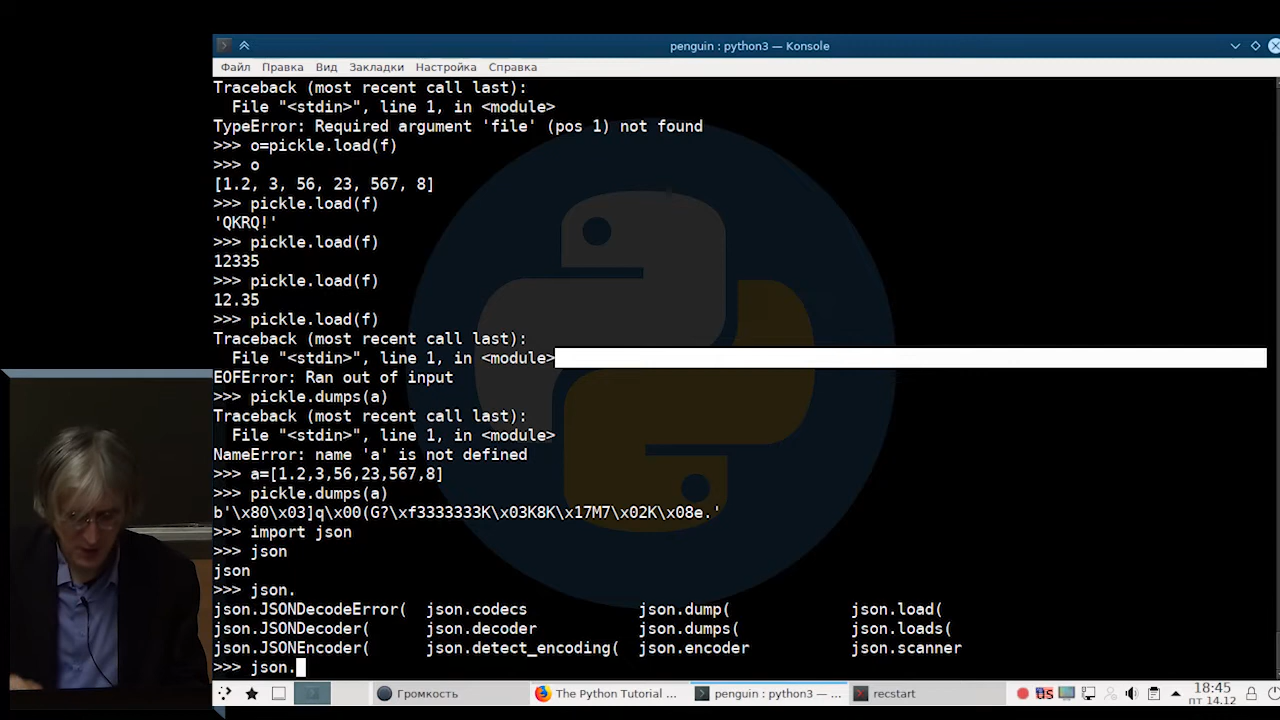 penguin : python3 — Konsole
Файл Правка Вид Закладки Настройка Справка
Traceback (most recent call last):
  File "<stdin>", line 1, in <module>
TypeError: Required argument 'file' (pos 1) not found
>>> o=pickle.load(f)
>>> o
[1.2, 3, 56, 23, 567, 8]
>>> pickle.load(f)
'QKRQ!'
>>> pickle.load(f)
12335
>>> pickle.load(f)
12.35
>>> pickle.load(f)
Traceback (most recent call last):
  File "<stdin>", line 1, in <module>
EOFError: Ran out of input
>>> pickle.dumps(a)
Traceback (most recent call last):
  File "<stdin>", line 1, in <module>
NameError: name 'a' is not defined
>>> a=[1.2,3,56,23,567,8]
>>> pickle.dumps(a)
b'\x80\x03]q\x00(G?\xf3333333K\x03K8K\x17M7\x02K\x08e.'
>>> import json
>>> json
json
>>> json.
json.JSONDecodeError( json.codecs json.dump( json.load(
json.JSONDecoder( json.decoder json.dumps( json.loads(
json.JSONEncoder( json.detect_encoding( json.encoder json.scanner
>>> json.
Громкость The Python Tutorial ... penguin : python3 — ... recstart us 18:45
пт 14.12